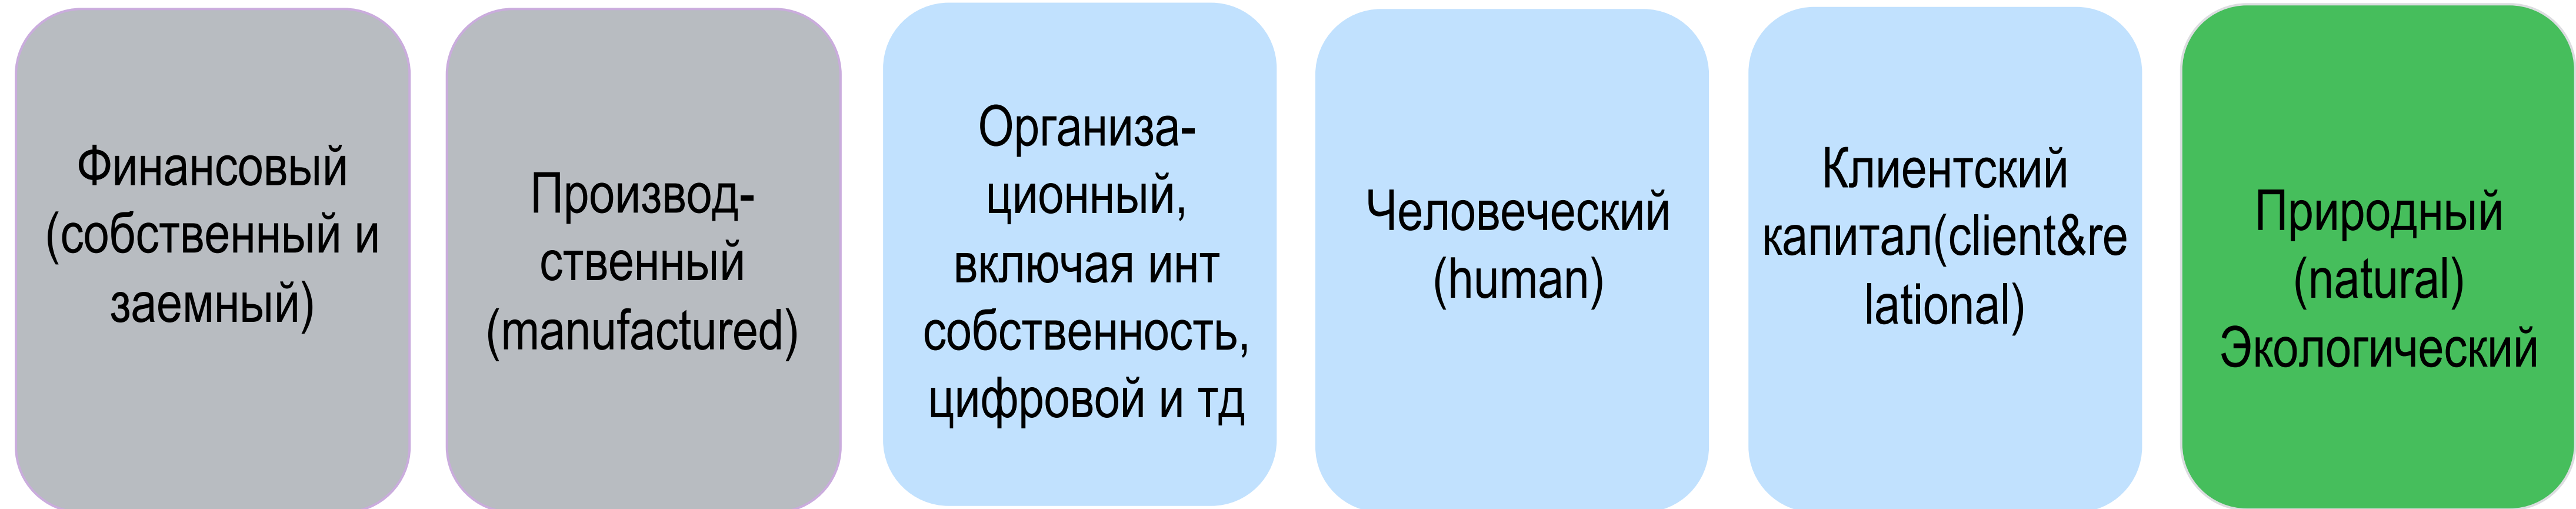 Финансовый
(собственный и
заемный)
Производ-
ственный
(manufactured)
Организа-
ционный,
включая инт
собственность,
цифровой и тд
Человеческий
(human)
Клиентский
капитал(client&re
lational)
Природный
(natural)
Экологический